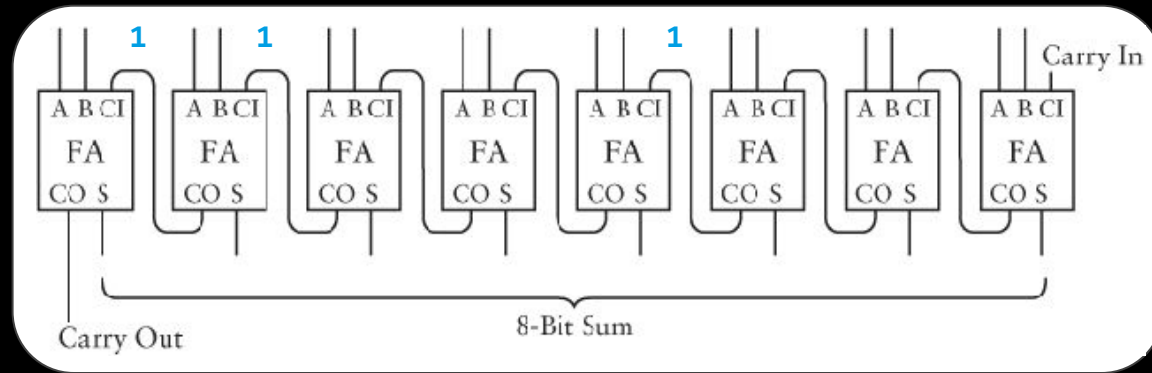 1 1 1
Carry In
A B CI A B CI A B CI A B CI A B CI A B CI A B CI A B CI
FA FA FA FA FA FA FA FA
CO S CO S CO S CO S CO S CO S CO S CO S
8-Bit Sum
Carry Out